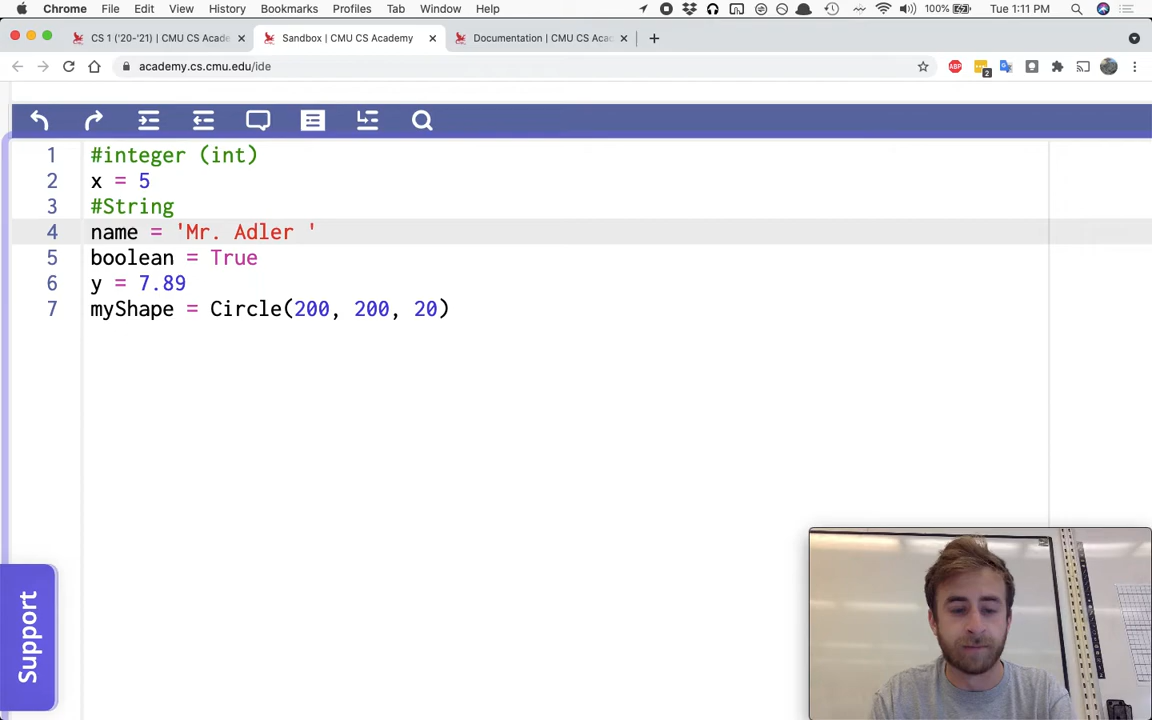 Chrome File Edit View History Bookmarks Profiles Tab Window Help 100% Tue 1:11 PM
CS 1 ('20-'21) | CMU CS Acade Sandbox | CMU CS Academy Documentation | CMU CS Acac
academy.cs.cmu.edu/ide ABP 2
1 #integer (int)
2 x = 5
3 #String
4 name = 'Mr. Adler '
5 boolean = True
6 y = 7.89
7 myShape = Circle(200, 200, 20)
Support